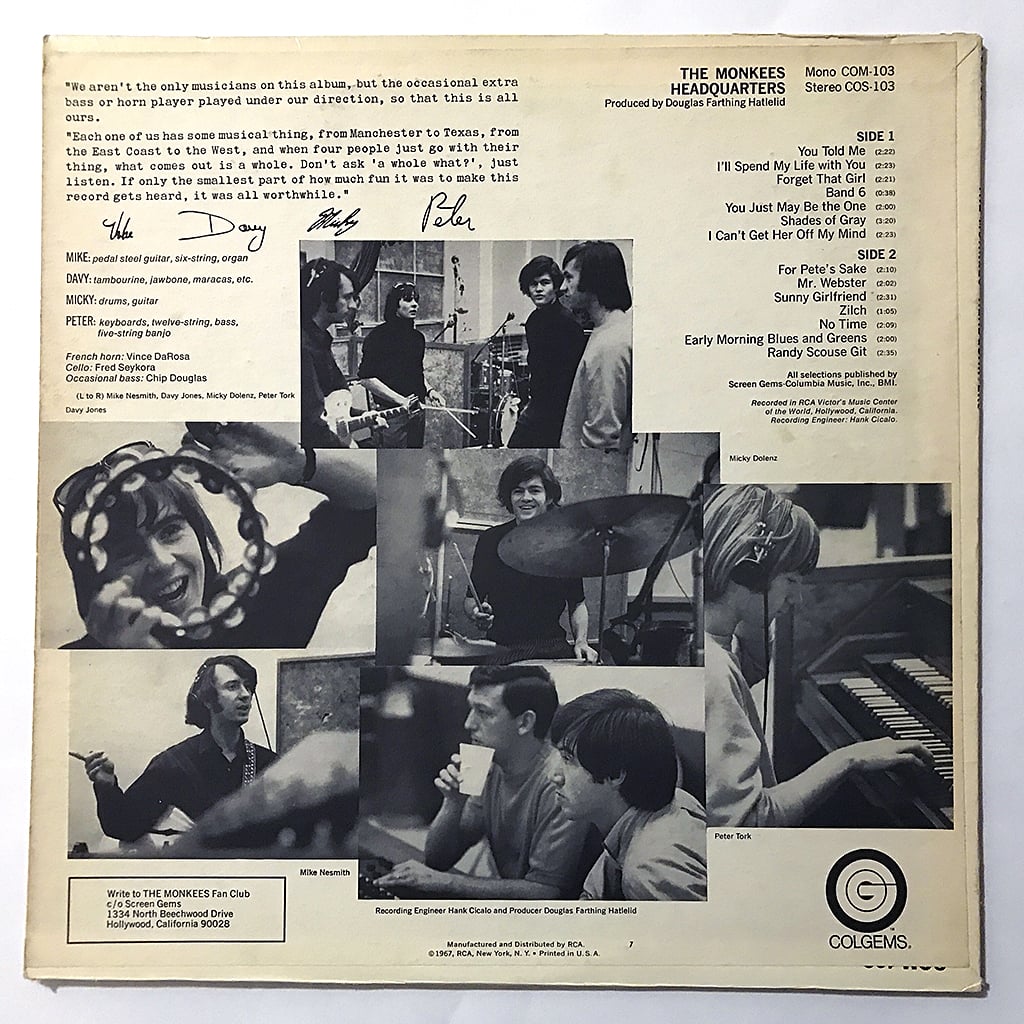 "We aren't the only musicians on this album, but the occasional extra
bass or horn player played under our direction, so that this is all
ours.
"Each one of us has some musical thing, from Manchester to Texas, from
the East Coast to the West, and when four people just go with their
thing, what comes out is a whole. Don't ask 'a whole what?', just
listen. If only the smallest part of how much fun it was to make this
record gets heard, it was all worthwhile."
Mike Davy Micky Peter
MIKE: pedal steel guitar, six-string, organ
DAVY: tambourine, jawbone, maracas, etc.
MICKY: drums, guitar
PETER: keyboards, twelve-string, bass,
five-string banjo
French horn: Vince DaRosa
Cello: Fred Seykora
Occasional bass: Chip Douglas
(L to R) Mike Nesmith, Davy Jones, Micky Dolenz, Peter Tork
Davy Jones
THE MONKEES Mono COM-103
HEADQUARTERS Stereo COS-103
Produced by Douglas Farthing Hatlelid
SIDE 1
You Told Me (2:22)
I'll Spend My Life with You (2:23)
Forget That Girl (2:21)
Band 6 (0:38)
You Just May Be the One (2:00)
Shades of Gray (3:20)
I Can't Get Her Off My Mind (2:23)
SIDE 2
For Pete's Sake (2:10)
Mr. Webster (2:02)
Sunny Girlfriend (2:31)
Zilch (1:05)
No Time (2:09)
Early Morning Blues and Greens (2:00)
Randy Scouse Git (2:35)
All selections published by
Screen Gems-Columbia Music, Inc., BMI.
Recorded in RCA Victor's Music Center
of the World, Hollywood, California.
Recording Engineer: Hank Cicalo.
Micky Dolenz
Peter Tork
Mike Nesmith
Recording Engineer Hank Cicalo and Producer Douglas Farthing Hatlelid
Write to THE MONKEES Fan Club
c/o Screen Gems
1334 North Beechwood Drive
Hollywood, California 90028
Manufactured and Distributed by RCA. 7
©1967, RCA, New York, N. Y. • Printed in U. S. A.
COLGEMS
TM